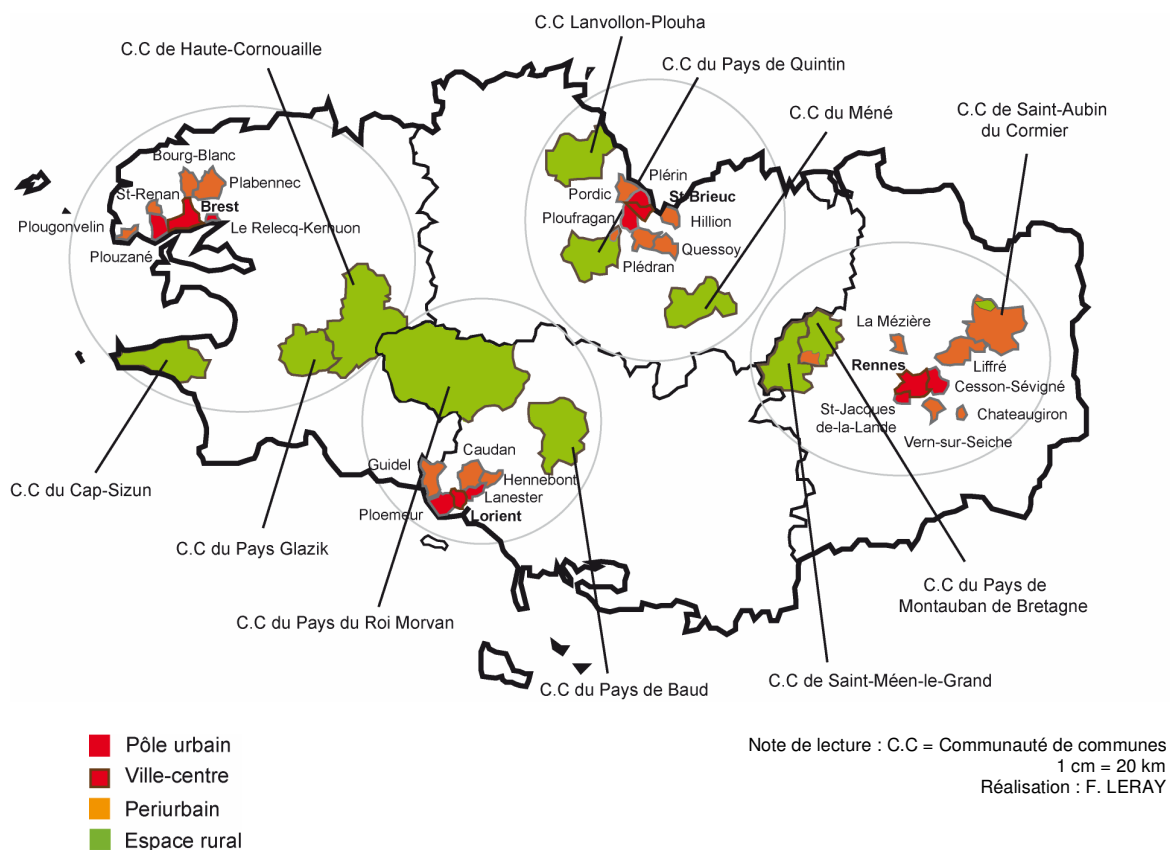 C.C Lanvollon-Plouha
C.C de Haute-Cornouaille
C.C du Pays de Quintin
C.C du Méné
C.C de Saint-Aubin
du Cormier
Bourg-Blanc
Plabennec
St-Renan
Brest
Plougonvelin
Le Relecq-Kerhuon
Plouzané
Plérin
Pordic
St-Brieuc
Ploufragan
Hillion
Quessoy
Plédran
La Mézière
Rennes
Liffré
Cesson-Sévigné
St-Jacques
de-la-Lande
Chateaugiron
Vern-sur-Seiche
Guidel
Caudan
Hennebont
Lanester
Ploemeur
Lorient
C.C du Cap-Sizun
C.C du Pays Glazik
C.C du Pays du Roi Morvan
C.C du Pays de Baud
C.C du Pays de
Montauban de Bretagne
C.C de Saint-Méen-le-Grand
Pôle urbain
Ville-centre
Periurbain
Espace rural
Note de lecture : C.C = Communauté de communes
1 cm = 20 km
Réalisation : F. LERAY